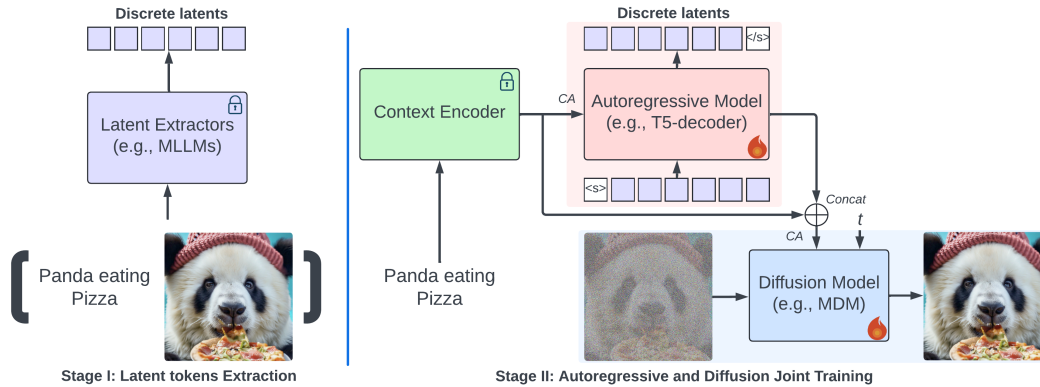 Discrete latents
Latent Extractors
(e.g., MLLMs)
Panda eating
Pizza
Stage I: Latent tokens Extraction
Discrete latents
</s>
Context Encoder
CA
Autoregressive Model
(e.g., T5-decoder)
<s>
Concat
t
CA
Panda eating
Pizza
Diffusion Model
(e.g., MDM)
Stage II: Autoregressive and Diffusion Joint Training